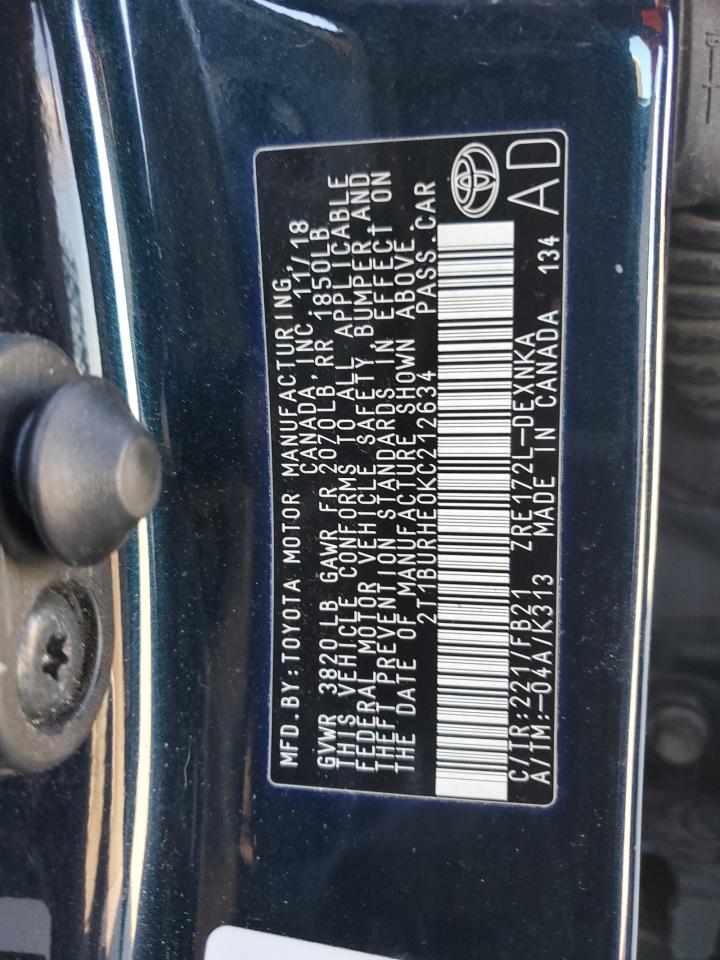 MFD.BY:TOYOTA MOTOR MANUFACTURING,
CANADA, INC. 11/18
GVWR 3820LB GAWR FR 2070LB RR 1850LB
THIS VEHICLE CONFORMS TO ALL APPLICABLE
FEDERAL MOTOR VEHICLE SAFETY, BUMPER, AND
THEFT PREVENTION STANDARDS IN EFFECT ON
THE DATE OF MANUFACTURE SHOWN ABOVE.
2T1BURHE0KC212634 PASS.CAR
C/TR:221/FB21 ZRE172L-DEXNKA
A/TM:-04A/K313 MADE IN CANADA 134
AD